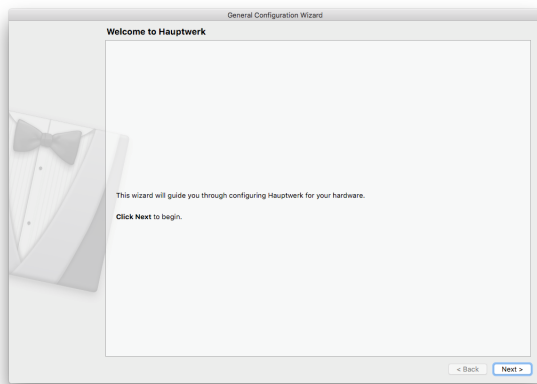 General Configuration Wizard
Welcome to Hauptwerk
This wizard will guide you through configuring Hauptwerk for your hardware.
Click Next to begin.
< Back Next >